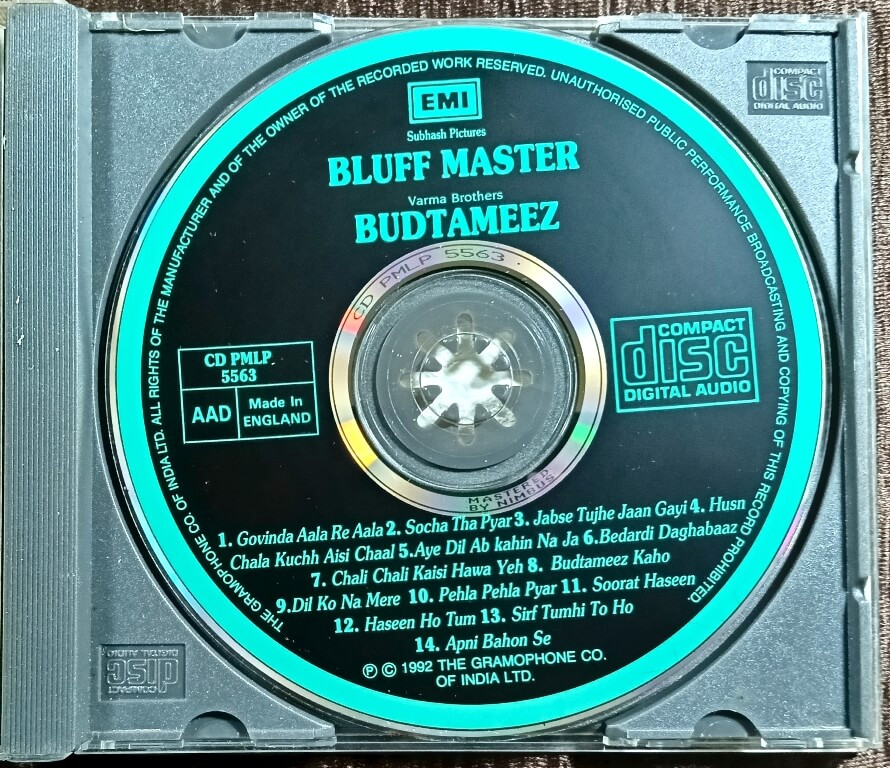 THE GRAMOPHONE CO. OF INDIA LTD. ALL RIGHTS OF THE MANUFACTURER AND OF THE OWNER OF THE RECORDED WORK RESERVED. UNAUTHORISED PUBLIC PERFORMANCE BROADCASTING AND COPYING OF THIS RECORD PROHIBITED.
EMI
Subhash Pictures
BLUFF MASTER
Varma Brothers
BUDTAMEEZ
CD PMLP 5563
CD PMLP
5563
AAD
Made In
ENGLAND
COMPACT
disc
DIGITAL AUDIO
MASTERED
BY NIMBUS
1. Govinda Aala Re Aala 2. Socha Tha Pyar 3. Jabse Tujhe Jaan Gayi 4. Husn
Chala Kuchh Aisi Chaal 5.Aye Dil Ab kahin Na Ja 6.Bedardi Daghabaaz
7. Chali Chali Kaisi Hawa Yeh 8. Budtameez Kaho
9.Dil Ko Na Mere 10. Pehla Pehla Pyar 11. Soorat Haseen
12. Haseen Ho Tum 13. Sirf Tumhi To Ho
14. Apni Bahon Se
Ⓟ © 1992 THE GRAMOPHONE CO.
OF INDIA LTD.
COMPACT
disc
DIGITAL AUDIO
COMPACT
disc
DIGITAL AUDIO